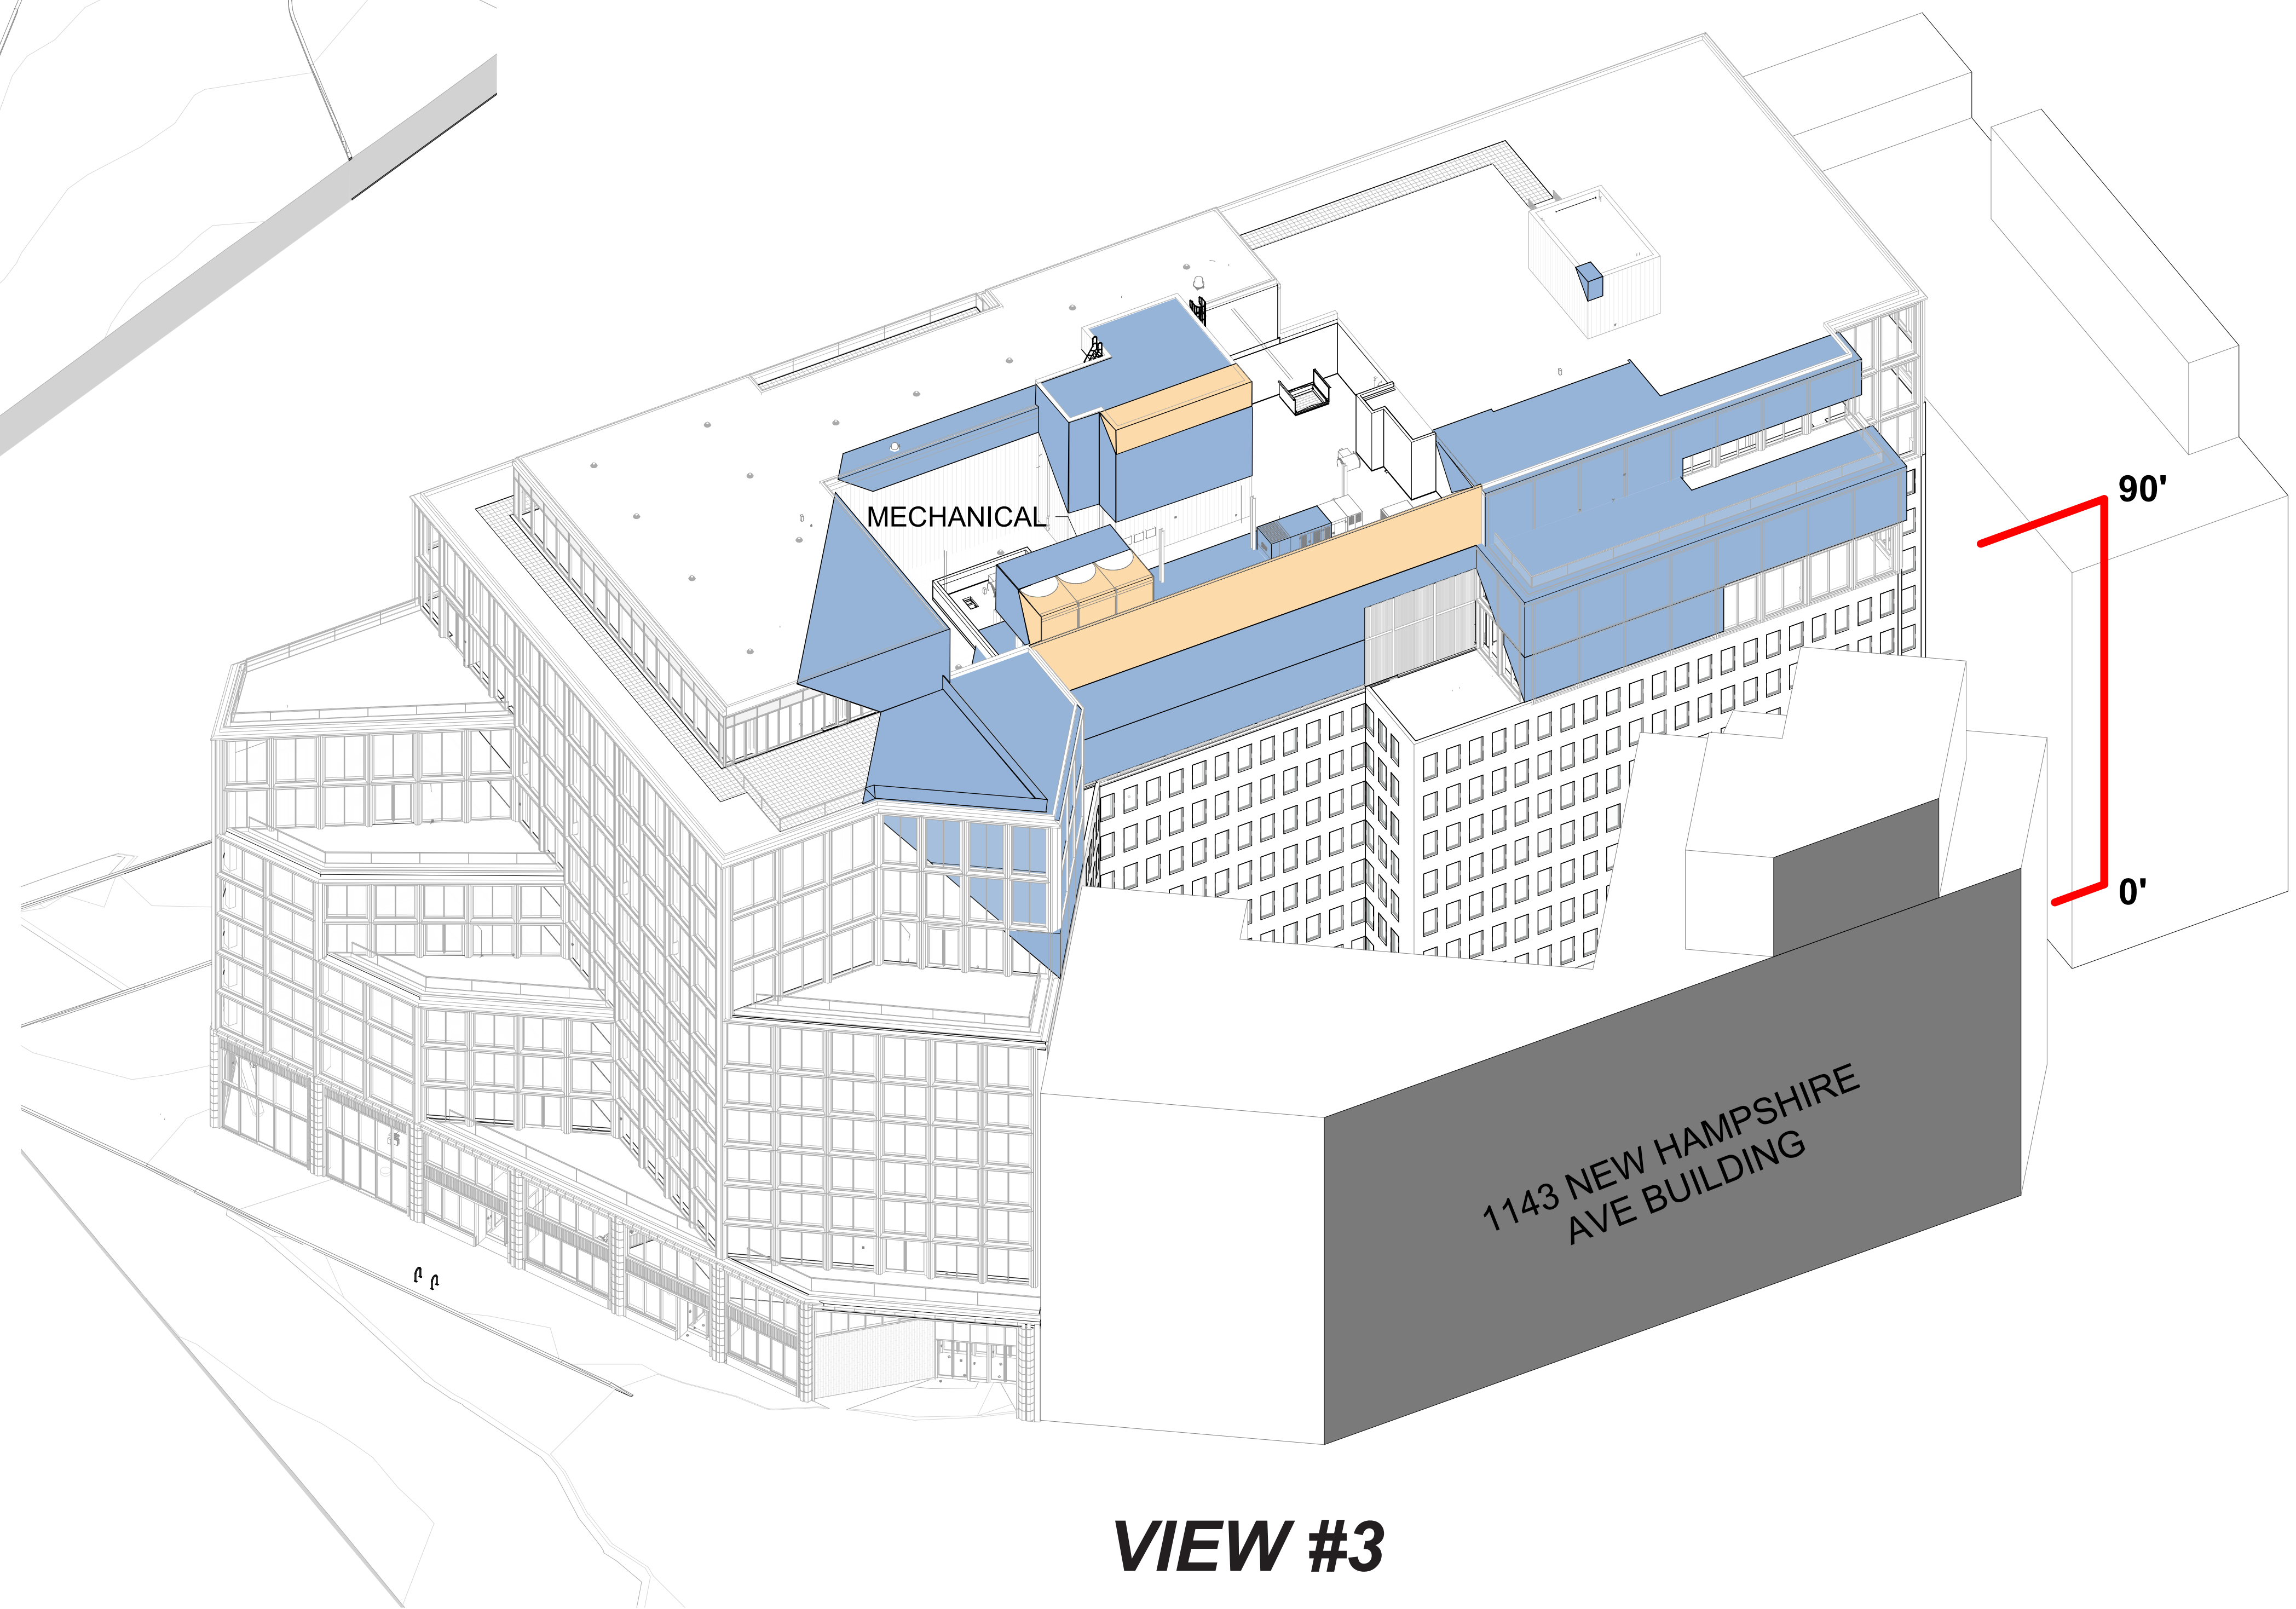 MECHANICAL
90'
0'
1143 NEW HAMPSHIRE
AVE BUILDING
VIEW #3